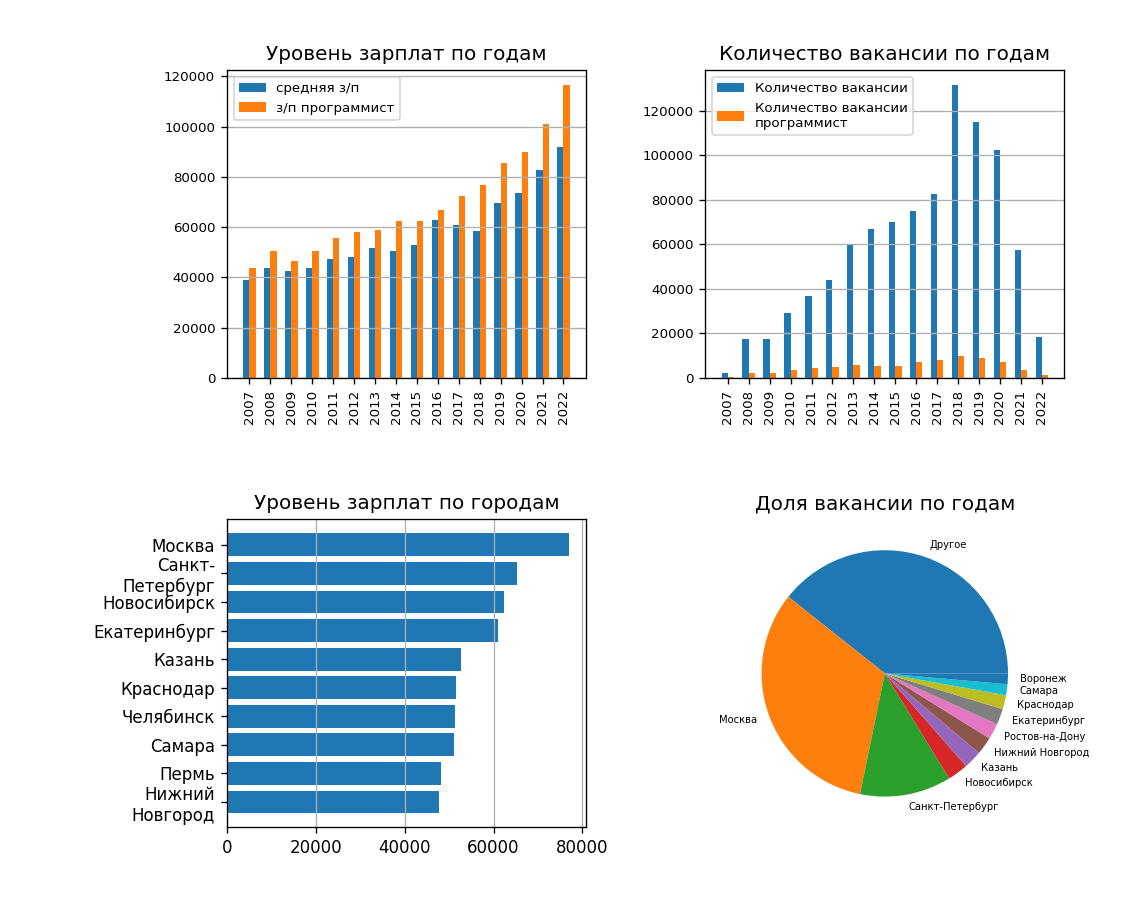 Уровень зарплат по годам
120000
100000
80000
60000
40000
20000
0
средняя з/п
з/п программист
2007
2008
2009
2010
2011
2012
2013
2014
2015
2016
2017
2018
2019
2020
2021
2022
Количество вакансии по годам
120000
100000
80000
60000
40000
20000
0
Количество вакансии
Количество вакансии
программист
2007
2008
2009
2010
2011
2012
2013
2014
2015
2016
2017
2018
2019
2020
2021
2022
Уровень зарплат по городам
Москва
Санкт-
Петербург
Новосибирск
Екатеринбург
Казань
Краснодар
Челябинск
Самара
Пермь
Нижний
Новгород
0
20000
40000
60000
80000
Доля вакансии по годам
Другое
Москва
Санкт-Петербург
Новосибирск
Казань
Нижний Новгород
Ростов-на-Дону
Екатеринбург
Краснодар
Самара
Воронеж